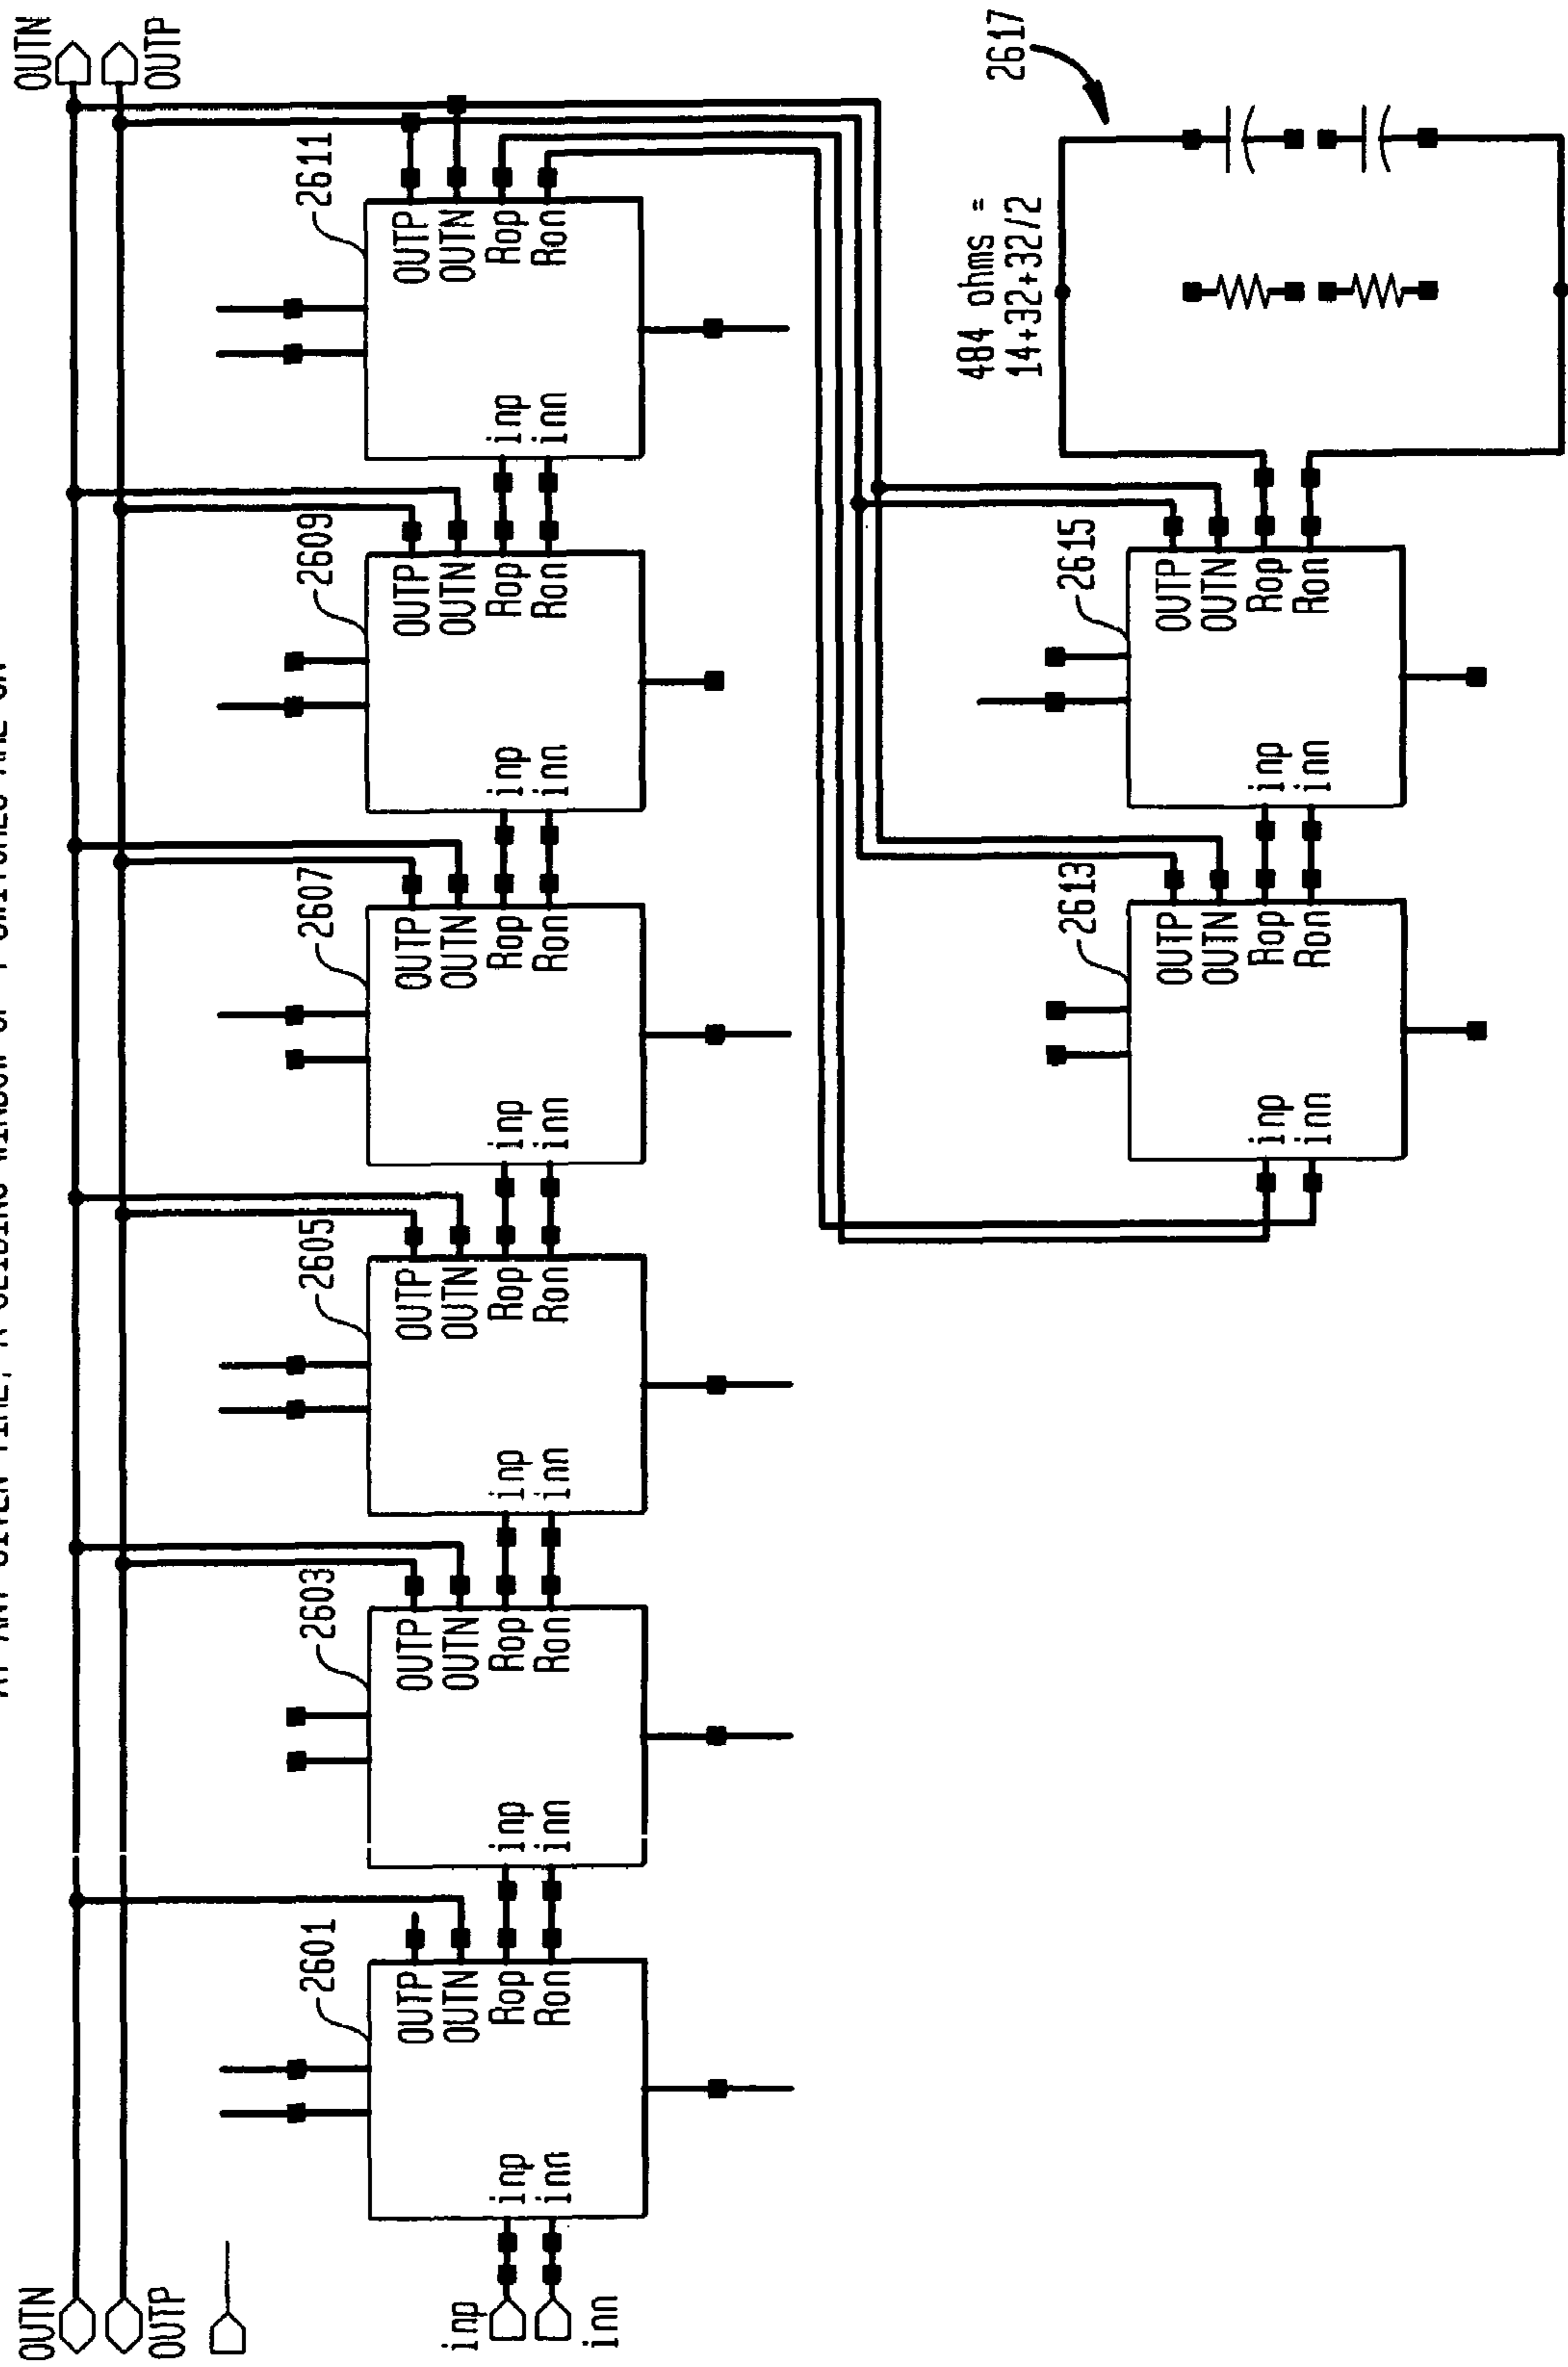 AT ANY GIVEN TIME, A SLIDING WINDOW OF SWITCHES ARE ON
OUTN
OUTP
OUTN
OUTP
inp
inn
2601
OUTP
OUTN
inp Rop
inn Ron
2603
OUTP
OUTN
inp Rop
inn Ron
2605
OUTP
OUTN
inp Rop
inn Ron
2607
OUTP
OUTN
inp Rop
inn Ron
2609
OUTP
OUTN
inp Rop
inn Ron
2611
OUTP
OUTN
inp Rop
inn Ron
2613
OUTP
OUTN
inp Rop
inn Ron
2615
OUTP
OUTN
inp Rop
inn Ron
484 ohms =
14+32+32/2
2617